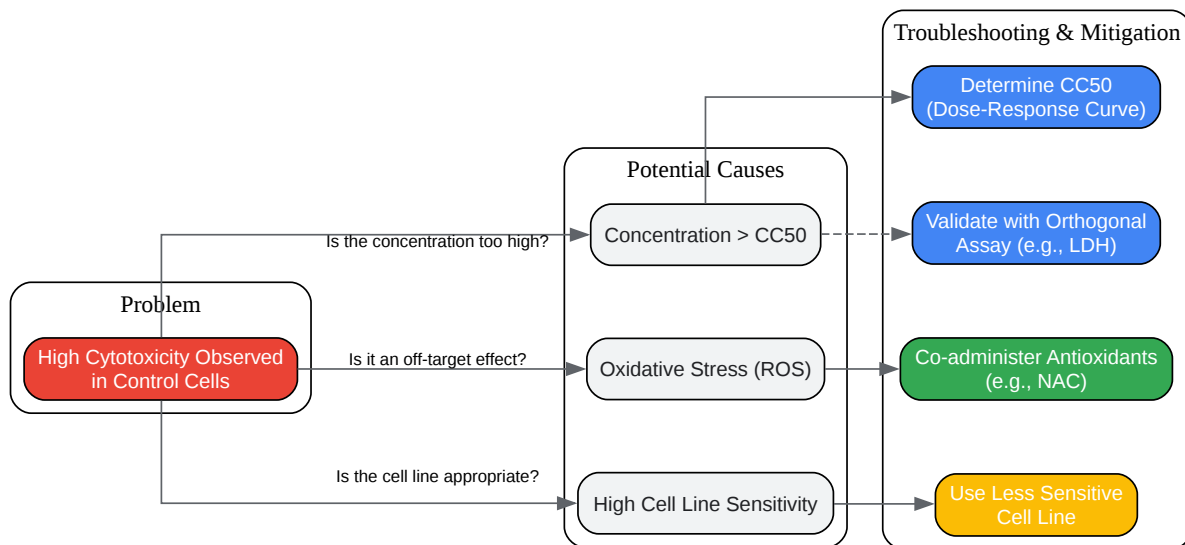 Troubleshooting & Mitigation
Determine CC50
(Dose-Response Curve)
Potential Causes
Is the concentration too high?
Concentration > CC50
Validate with Orthogonal
Assay (e.g., LDH)
Problem
High Cytotoxicity Observed
in Control Cells
Is it an off-target effect?
Oxidative Stress (ROS)
Co-administer Antioxidants
(e.g., NAC)
Is the cell line appropriate?
High Cell Line Sensitivity
Use Less Sensitive
Cell Line